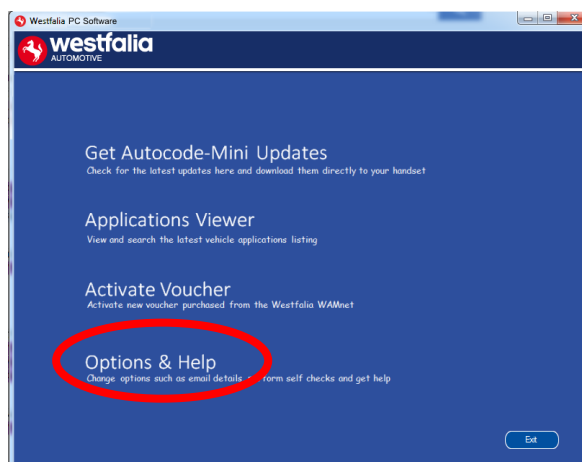 Westfalia PC Software
westfalia
AUTOMOTIVE
Get Autocode-Mini Updates
Check for the latest updates here and download them directly to your handset
Applications Viewer
View and search the latest vehicle applications listing
Activate Voucher
Activate new voucher purchased from the Westfalia WAMnet
Options & Help
Change options such as email details, form self checks and get help
Exit